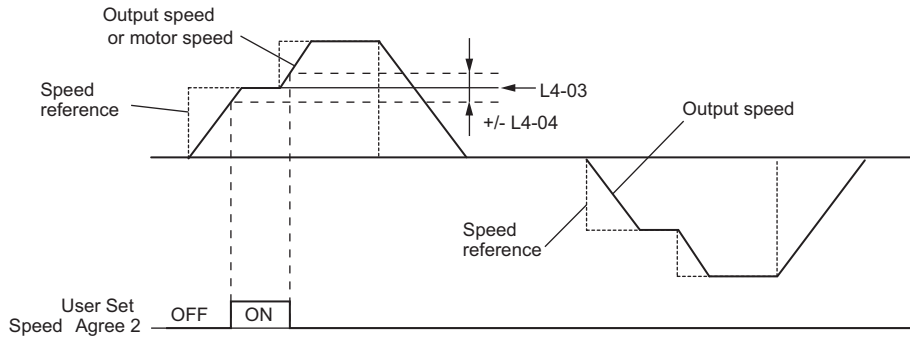 Output speed
or motor speed
Speed
reference
L4-03
+/- L4-04
Output speed
Speed
reference
User Set
Speed Agree 2
OFF
ON